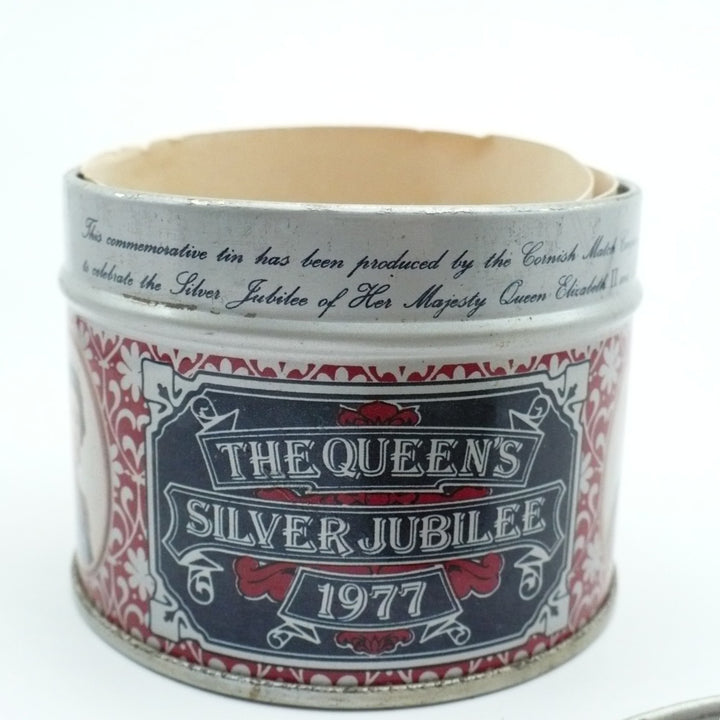 This commemorative tin has been produced by the Cornish Match
to celebrate the Silver Jubilee of Her Majesty Queen Elizabeth II
THE QUEEN'S
SILVER JUBILEE
1977